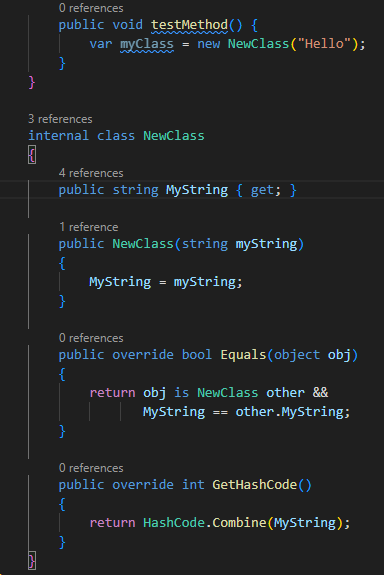 0 references
public void testMethod() {
var myClass = new NewClass("Hello");
}
}
3 references
internal class NewClass
{
4 references
public string MyString { get; }
1 reference
public NewClass(string myString)
{
MyString = myString;
}
0 references
public override bool Equals(object obj)
{
return obj is NewClass other &&
MyString == other.MyString;
}
0 references
public override int GetHashCode()
{
return HashCode.Combine(MyString);
}
}